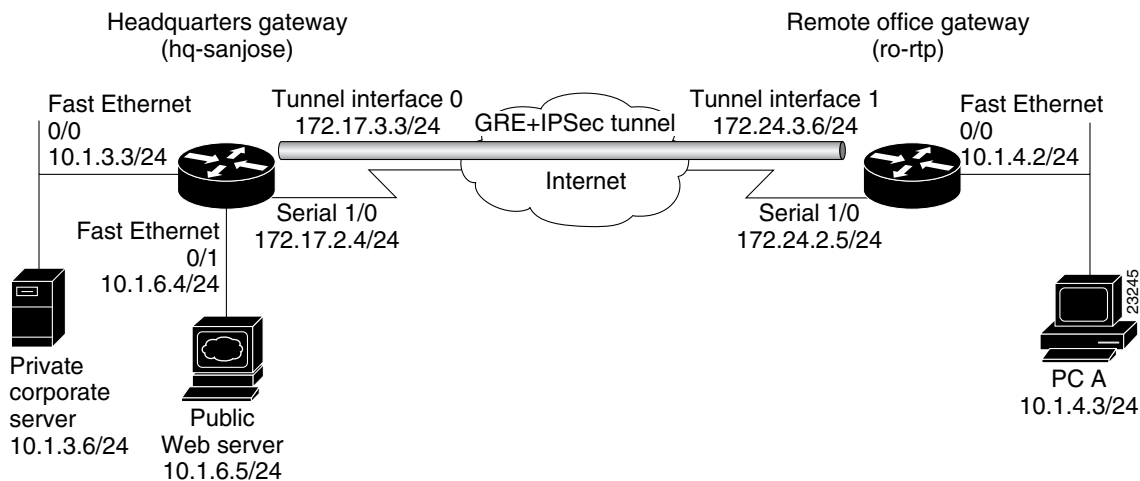 Headquarters gateway
(hq-sanjose)
Remote office gateway
(ro-rtp)
Fast Ethernet
0/0
10.1.3.3/24
Tunnel interface 0
172.17.3.3/24
GRE+IPSec tunnel
Internet
Tunnel interface 1
172.24.3.6/24
Fast Ethernet
0/0
10.1.4.2/24
Serial 1/0
172.17.2.4/24
Serial 1/0
172.24.2.5/24
Fast Ethernet
0/1
10.1.6.4/24
Private
corporate
server
10.1.3.6/24
Public
Web server
10.1.6.5/24
PC A
10.1.4.3/24
23245